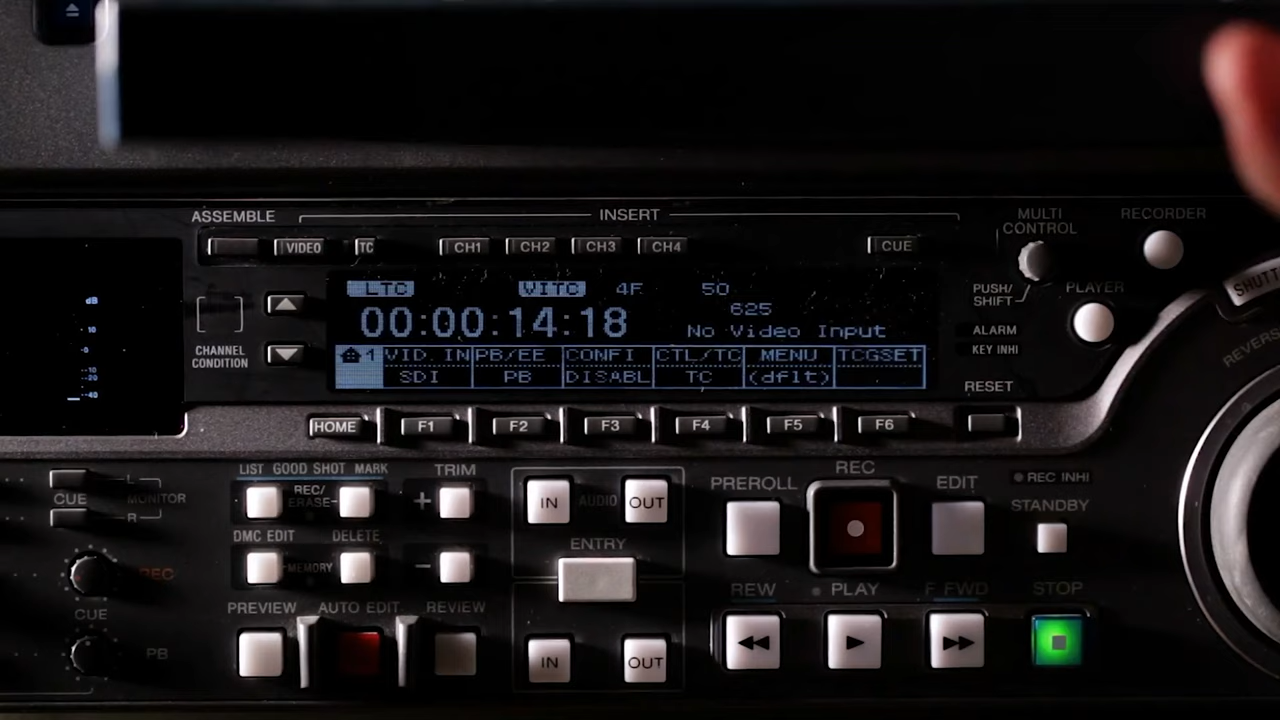 ASSEMBLE INSERT
VIDEO TC CH1 CH2 CH3 CH4 CUE
MULTI CONTROL
RECORDER
PUSH/SHIFT
PLAYER
SHUTT
REVERS
ALARM
KEY INHI
RESET
CHANNEL CONDITION
dB
LTC VITC 4F 50
625
00:00:14:18 No Video Input
1 VID. IN PB/EE CONFI CTL/TC MENU TCGSET
SDI PB DISABL TC (dflt)
HOME F1 F2 F3 F4 F5 F6
LIST GOOD SHOT MARK TRIM
REC/ERASE
+
CUE L MONITOR R
DMC EDIT DELETE
MEMORY
-
REC
CUE
PB
PREVIEW AUTO EDIT REVIEW
IN AUDIO OUT
ENTRY
IN OUT
PREROLL REC EDIT
REC INHI
STANDBY
REW PLAY F FWD STOP